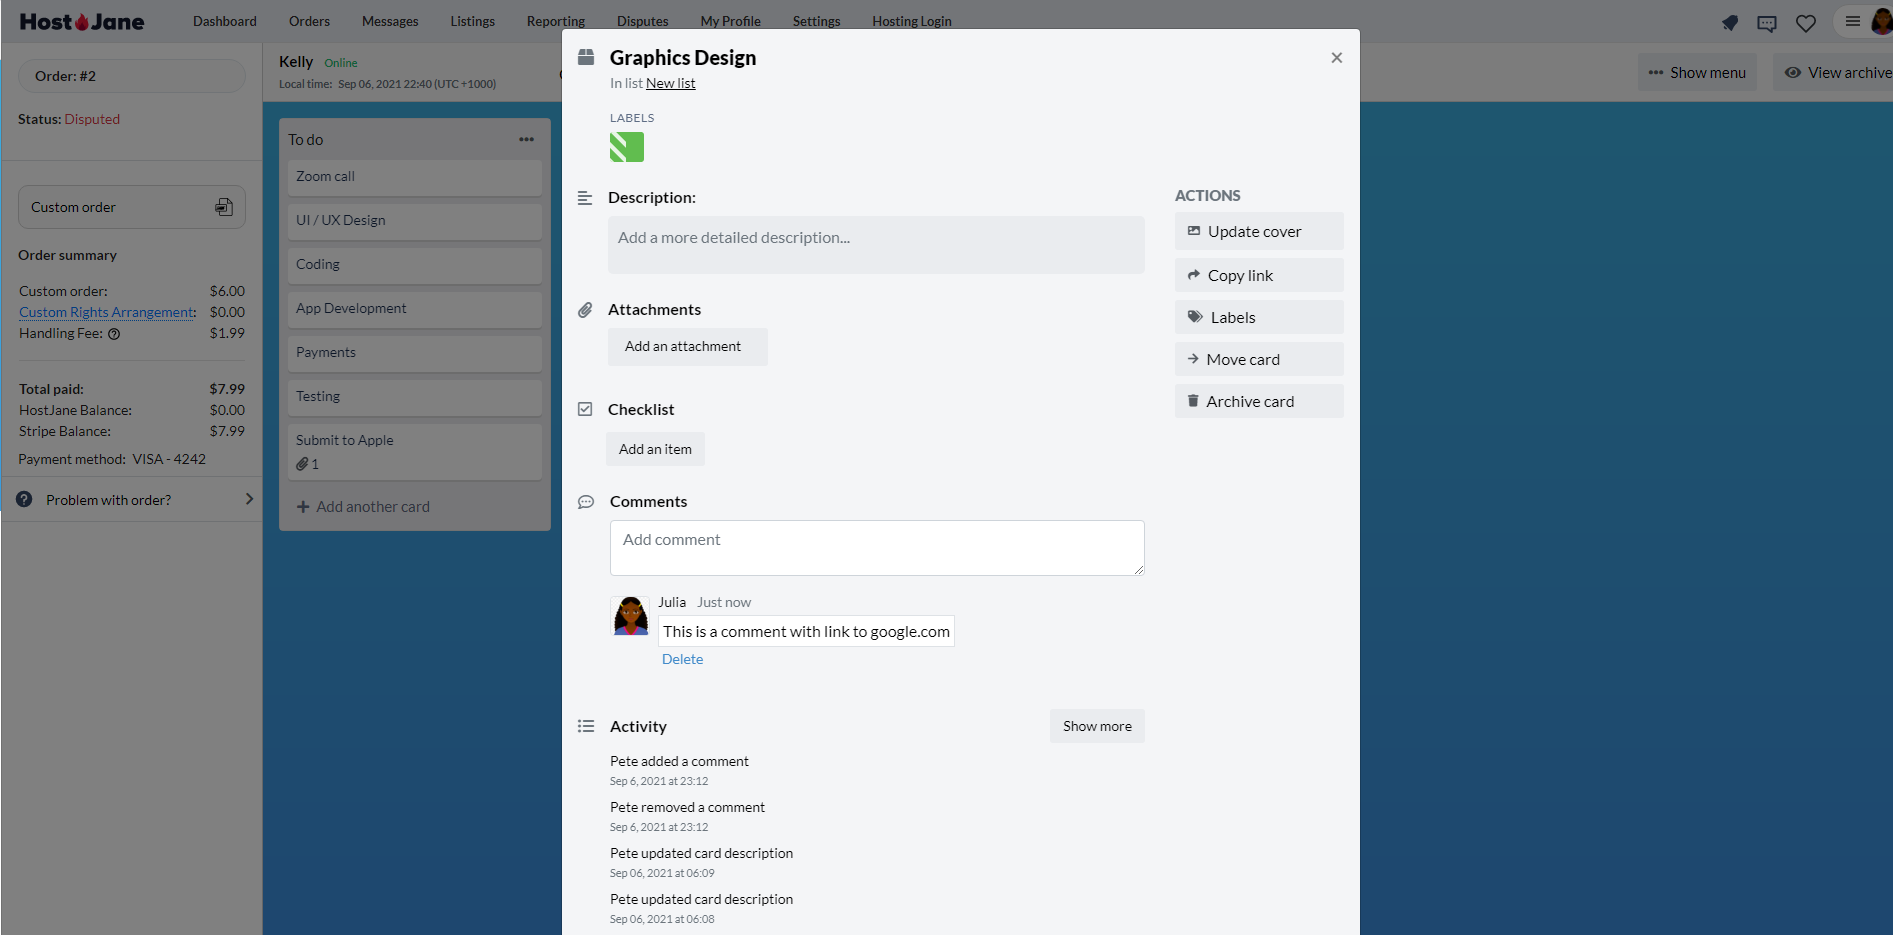 Host Jane
Dashboard Orders Messages Listings Reporting Disputes My Profile Settings Hosting Login
Order: #2
Status: Disputed
Custom order
Order summary
Custom order: $6.00
Custom Rights Arrangement: $0.00
Handling Fee: $1.99
Total paid: $7.99
HostJane Balance: $0.00
Stripe Balance: $7.99
Payment method: VISA - 4242
Problem with order?
Kelly Online
Local time: Sep 06, 2021 22:40 (UTC +1000)
Show menu
View archive
To do
Zoom call
UI / UX Design
Coding
App Development
Payments
Testing
Submit to Apple
1
Add another card
Graphics Design
In list New list
LABELS
Description:
Add a more detailed description...
Attachments
Add an attachment
Checklist
Add an item
Comments
Add comment
Julia Just now
This is a comment with link to google.com
Delete
Activity
Show more
Pete added a comment
Sep 6, 2021 at 23:12
Pete removed a comment
Sep 6, 2021 at 23:12
Pete updated card description
Sep 06, 2021 at 06:09
Pete updated card description
Sep 06, 2021 at 06:08
ACTIONS
Update cover
Copy link
Labels
Move card
Archive card